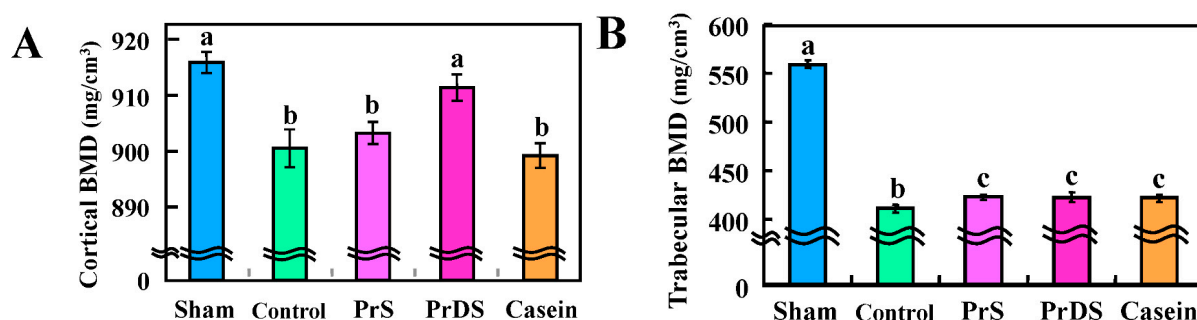 A
Cortical BMD (mg/cm³)
920
910
900
890
0
a
b
b
a
b
Sham Control PrS PrDS Casein
B
Trabecular BMD (mg/cm³)
600
550
500
450
400
0
a
b
c
c
c
Sham Control PrS PrDS Casein